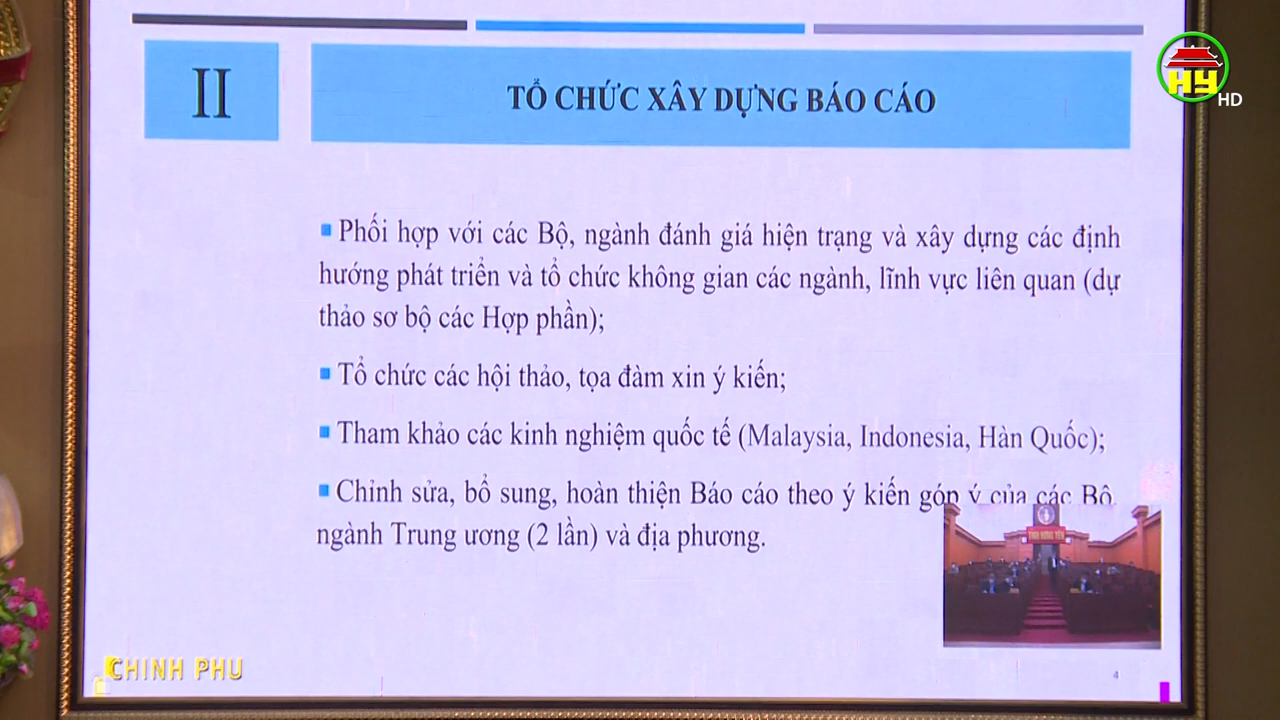 II
TỔ CHỨC XÂY DỰNG BÁO CÁO
HY
HD
Phối hợp với các Bộ, ngành đánh giá hiện trạng và xây dựng các định
hướng phát triển và tổ chức không gian các ngành, lĩnh vực liên quan (dự
thảo sơ bộ các Hợp phần);
Tổ chức các hội thảo, tọa đàm xin ý kiến;
Tham khảo các kinh nghiệm quốc tế (Malaysia, Indonesia, Hàn Quốc);
Chỉnh sửa, bổ sung, hoàn thiện Báo cáo theo ý kiến góp ý của các Bộ,
ngành Trung ương (2 lần) và địa phương.
TỈNH HƯNG YÊN
CHINH PHU
4